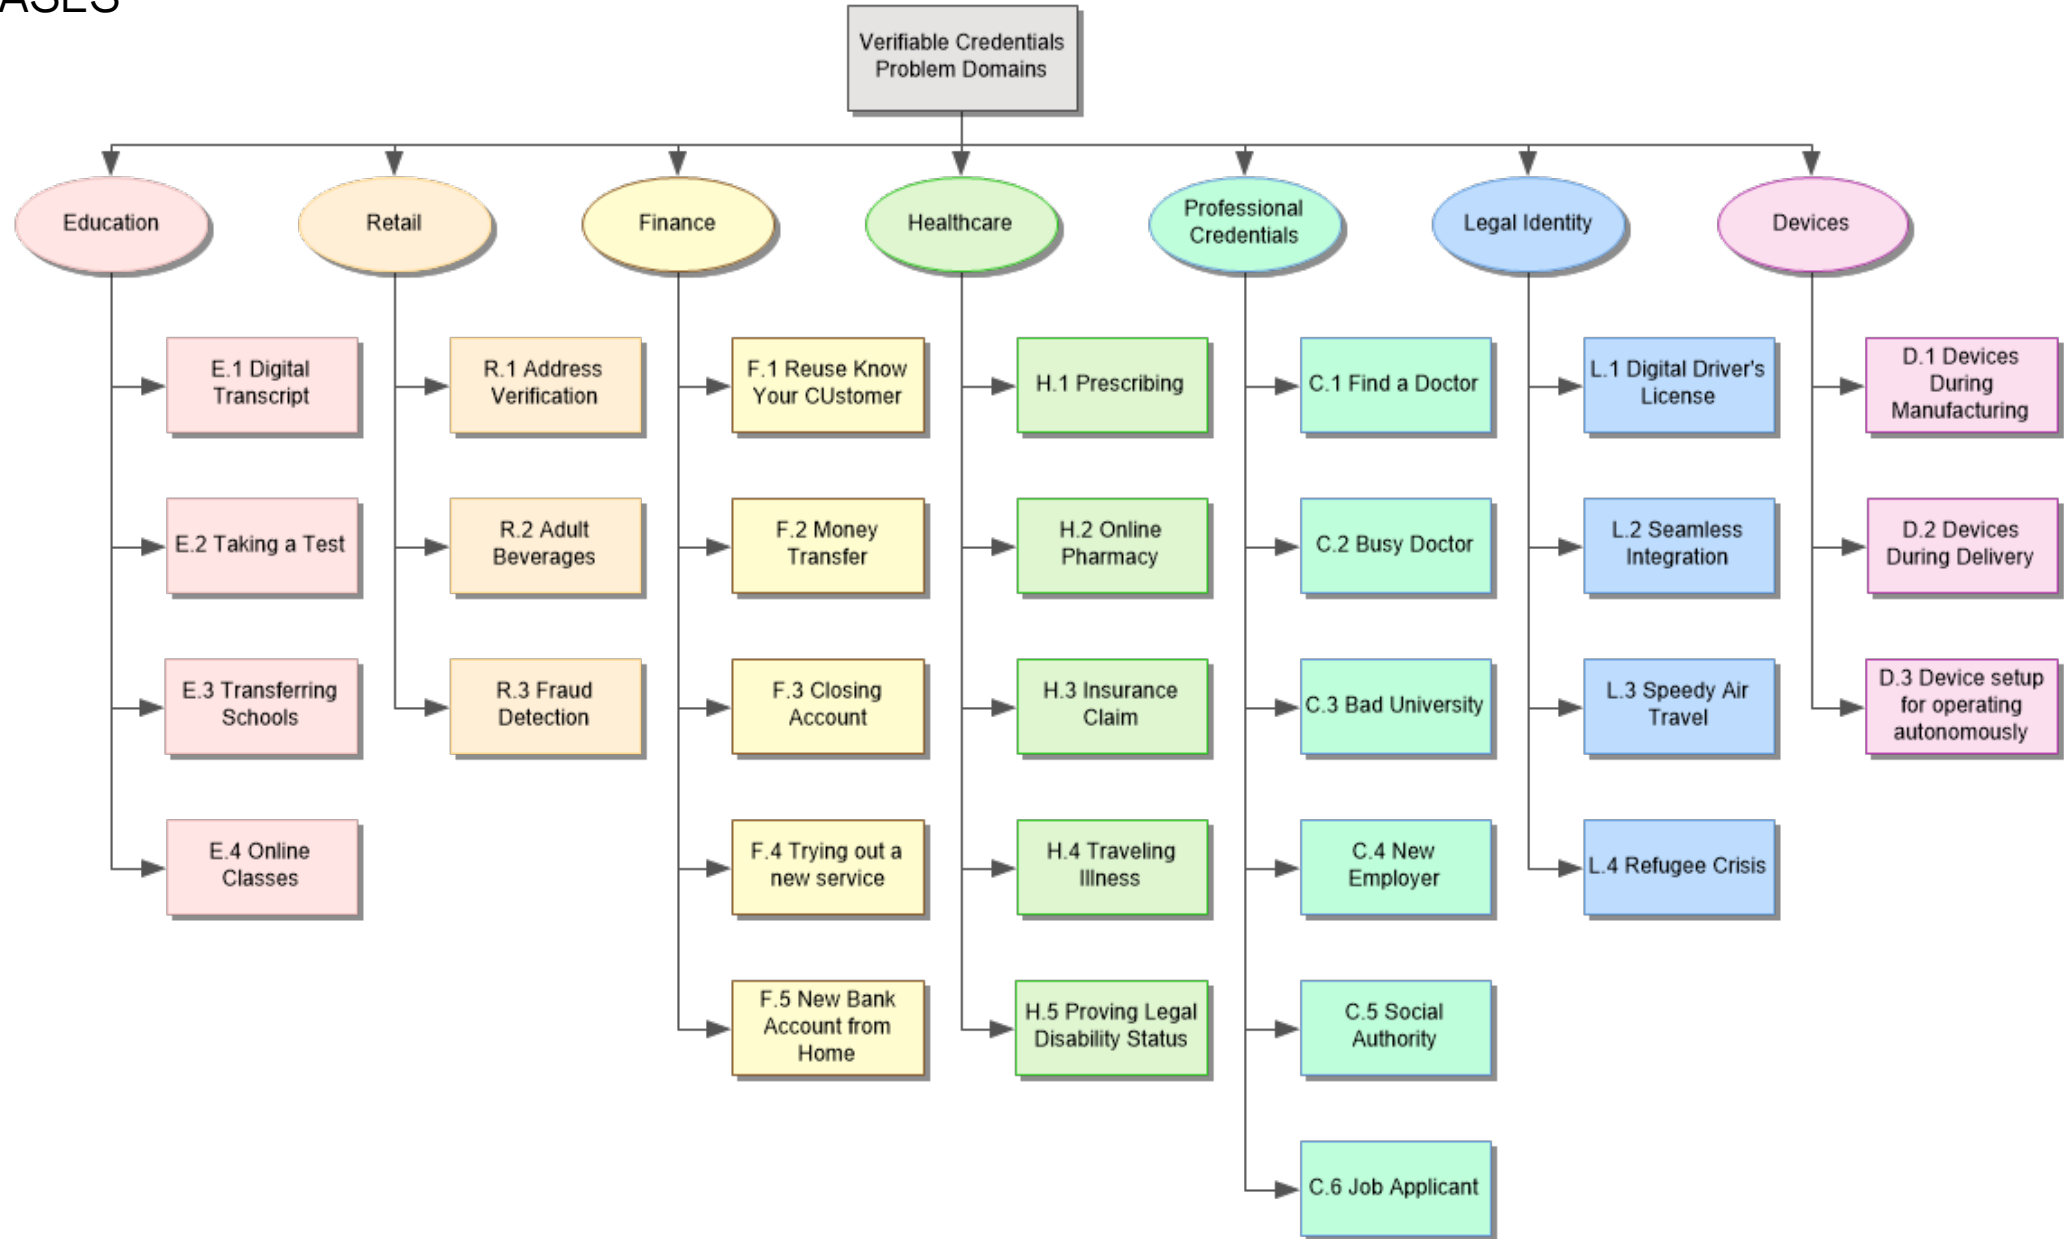 ASES
Verifiable Credentials
Problem Domains
Education
Retail
Finance
Healthcare
Professional
Credentials
Legal Identity
Devices
E.1 Digital
Transcript
R.1 Address
Verification
F.1 Reuse Know
Your CUstomer
H.1 Prescribing
C.1 Find a Doctor
L.1 Digital Driver's
License
D.1 Devices
During
Manufacturing
E.2 Taking a Test
R.2 Adult
Beverages
F.2 Money
Transfer
H.2 Online
Pharmacy
C.2 Busy Doctor
L.2 Seamless
Integration
D.2 Devices
During Delivery
E.3 Transferring
Schools
R.3 Fraud
Detection
F.3 Closing
Account
H.3 Insurance
Claim
C.3 Bad University
L.3 Speedy Air
Travel
D.3 Device setup
for operating
autonomously
E.4 Online
Classes
F.4 Trying out a
new service
H.4 Traveling
Illness
C.4 New
Employer
L.4 Refugee Crisis
F.5 New Bank
Account from
Home
H.5 Proving Legal
Disability Status
C.5 Social
Authority
C.6 Job Applicant